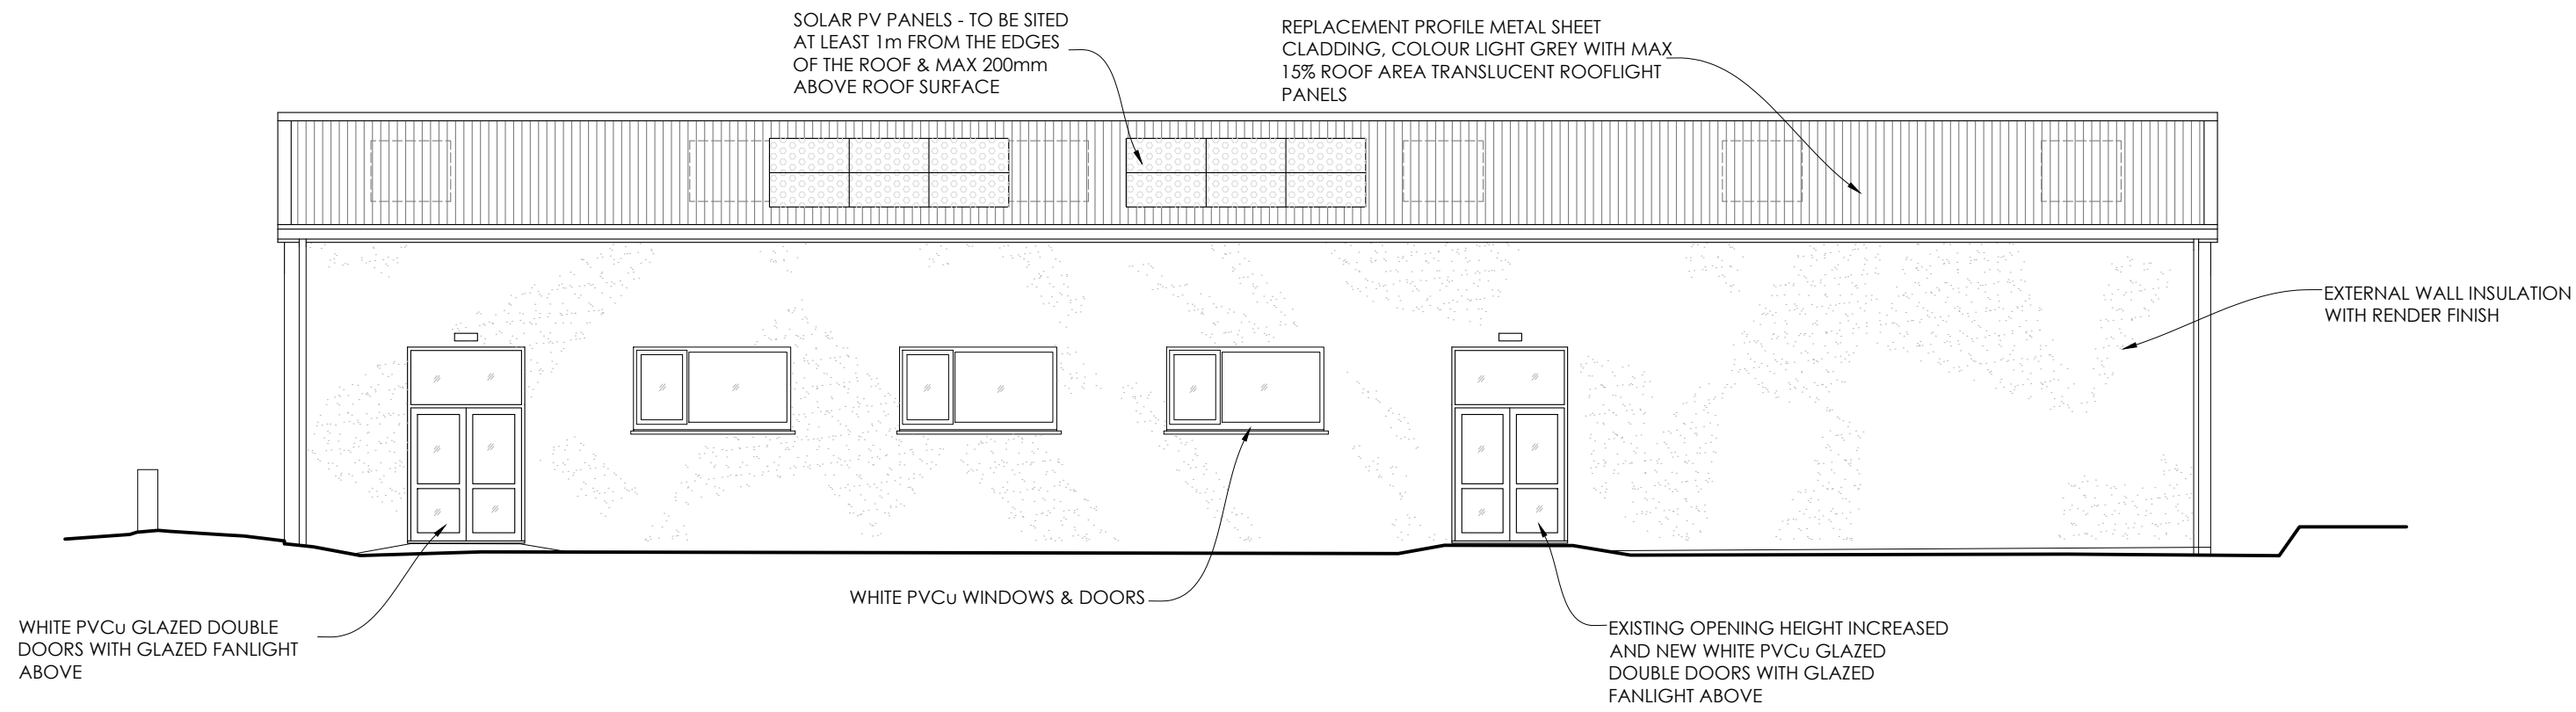 SOLAR PV PANELS - TO BE SITED
AT LEAST 1m FROM THE EDGES
OF THE ROOF & MAX 200mm
ABOVE ROOF SURFACE
REPLACEMENT PROFILE METAL SHEET
CLADDING, COLOUR LIGHT GREY WITH MAX
15% ROOF AREA TRANSLUCENT ROOFLIGHT
PANELS
EXTERNAL WALL INSULATION
WITH RENDER FINISH
WHITE PVCu WINDOWS & DOORS
WHITE PVCu GLAZED DOUBLE
DOORS WITH GLAZED FANLIGHT
ABOVE
EXISTING OPENING HEIGHT INCREASED
AND NEW WHITE PVCu GLAZED
DOUBLE DOORS WITH GLAZED
FANLIGHT ABOVE